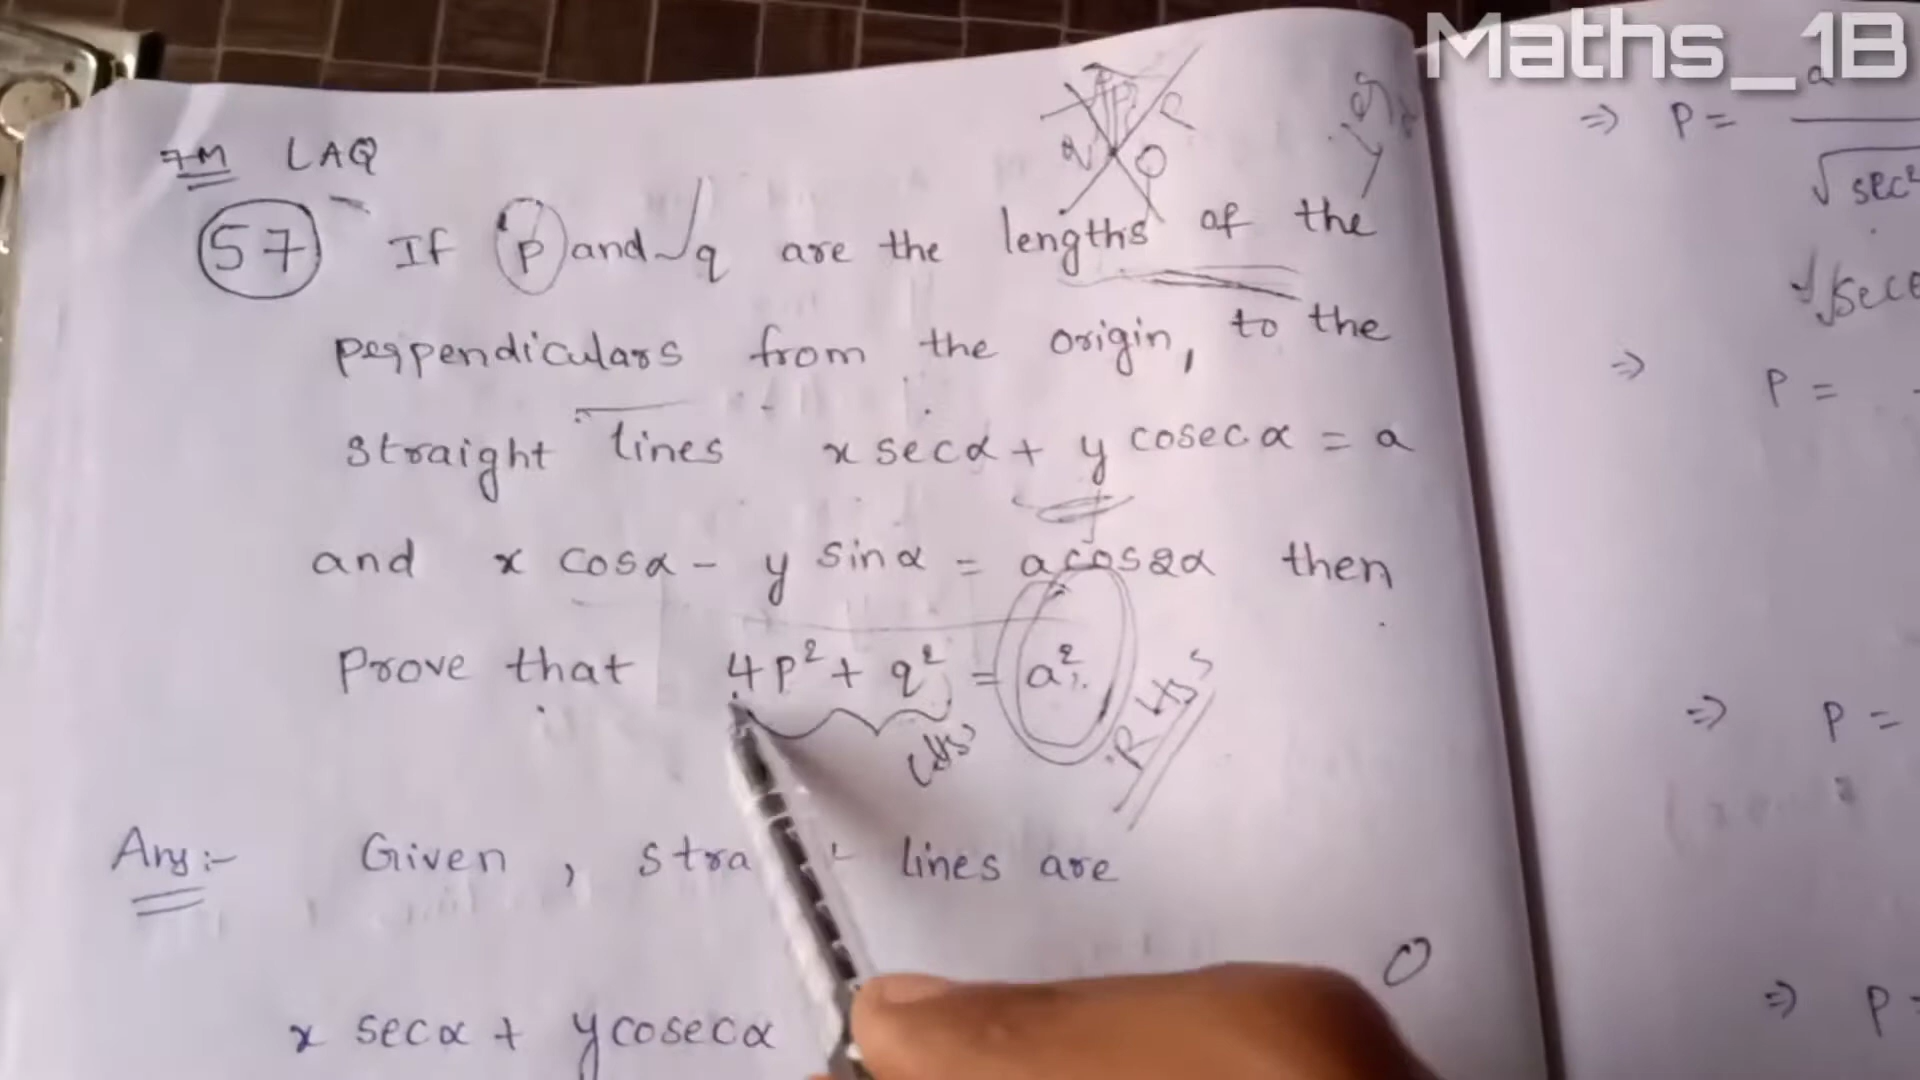 Maths_1B
7M LAQ
57 If p and q are the lengths of the
perpendiculars from the origin, to the
straight lines x secα + y cosec α = a
and x cosα - y sinα = a cos2α then
Prove that 4p² + q² = a².
LHS
RHS
Ans:- Given, lines are
x secα + y cosecα
⇒ P = a
√sec²
⇒ P =
⇒ P =
⇒ P